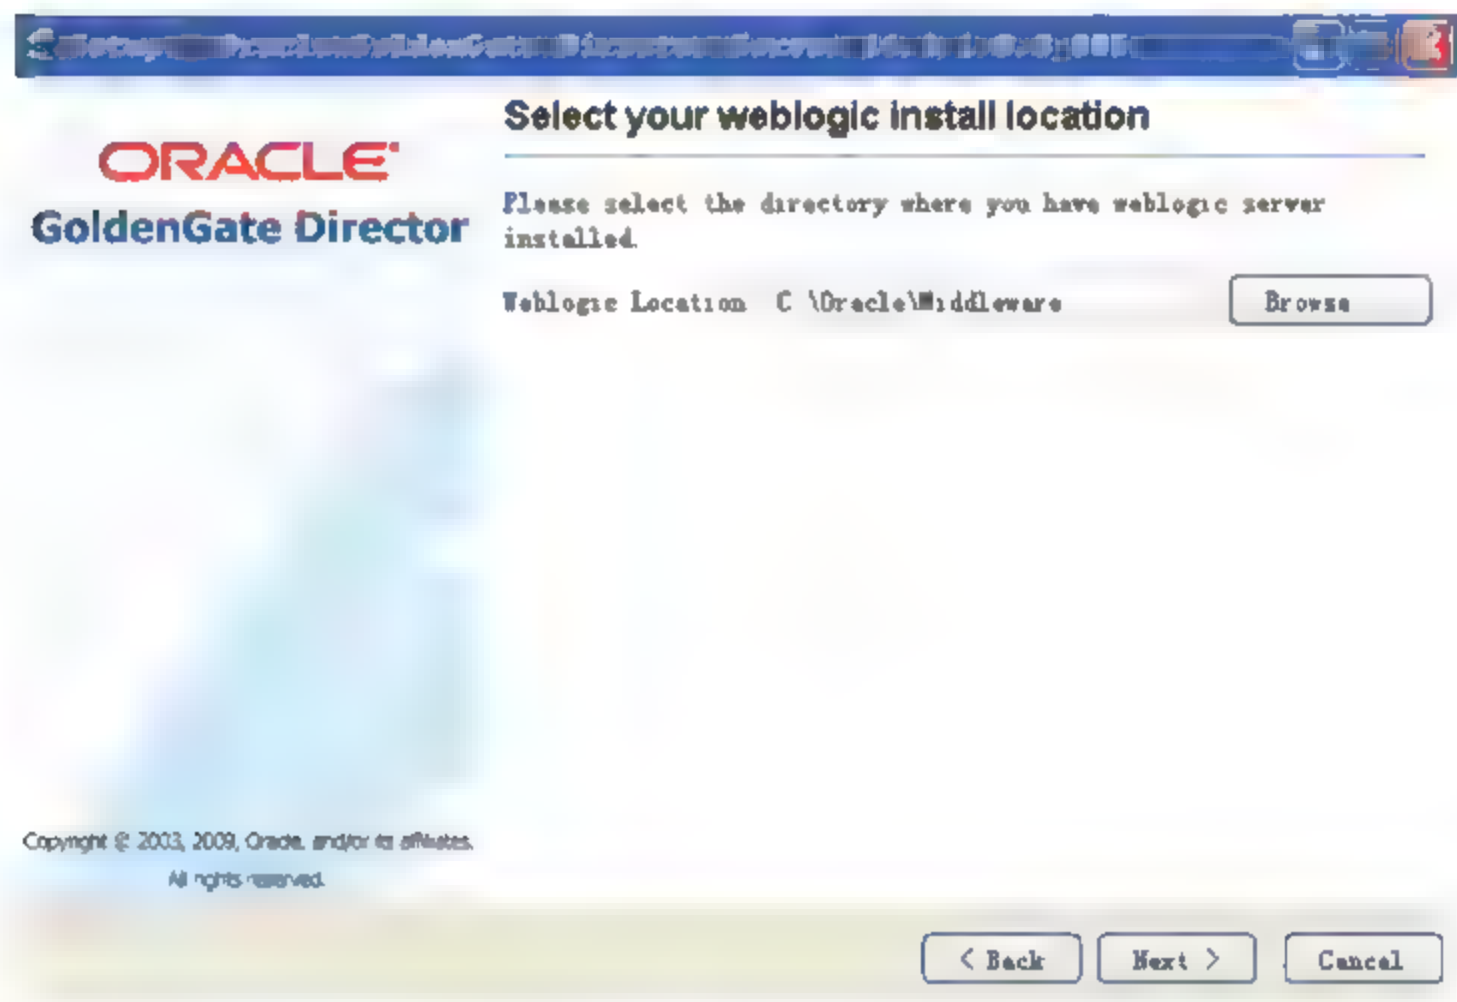 Select your weblogic install location
ORACLE
GoldenGate Director
Please select the directory where you have weblogic server
installed.
Weblogic Location C:\Oracle\Middleware
Browse
Copyright © 2003, 2009, Oracle. and/or its affiliates.
All rights reserved.
< Back
Next >
Cancel